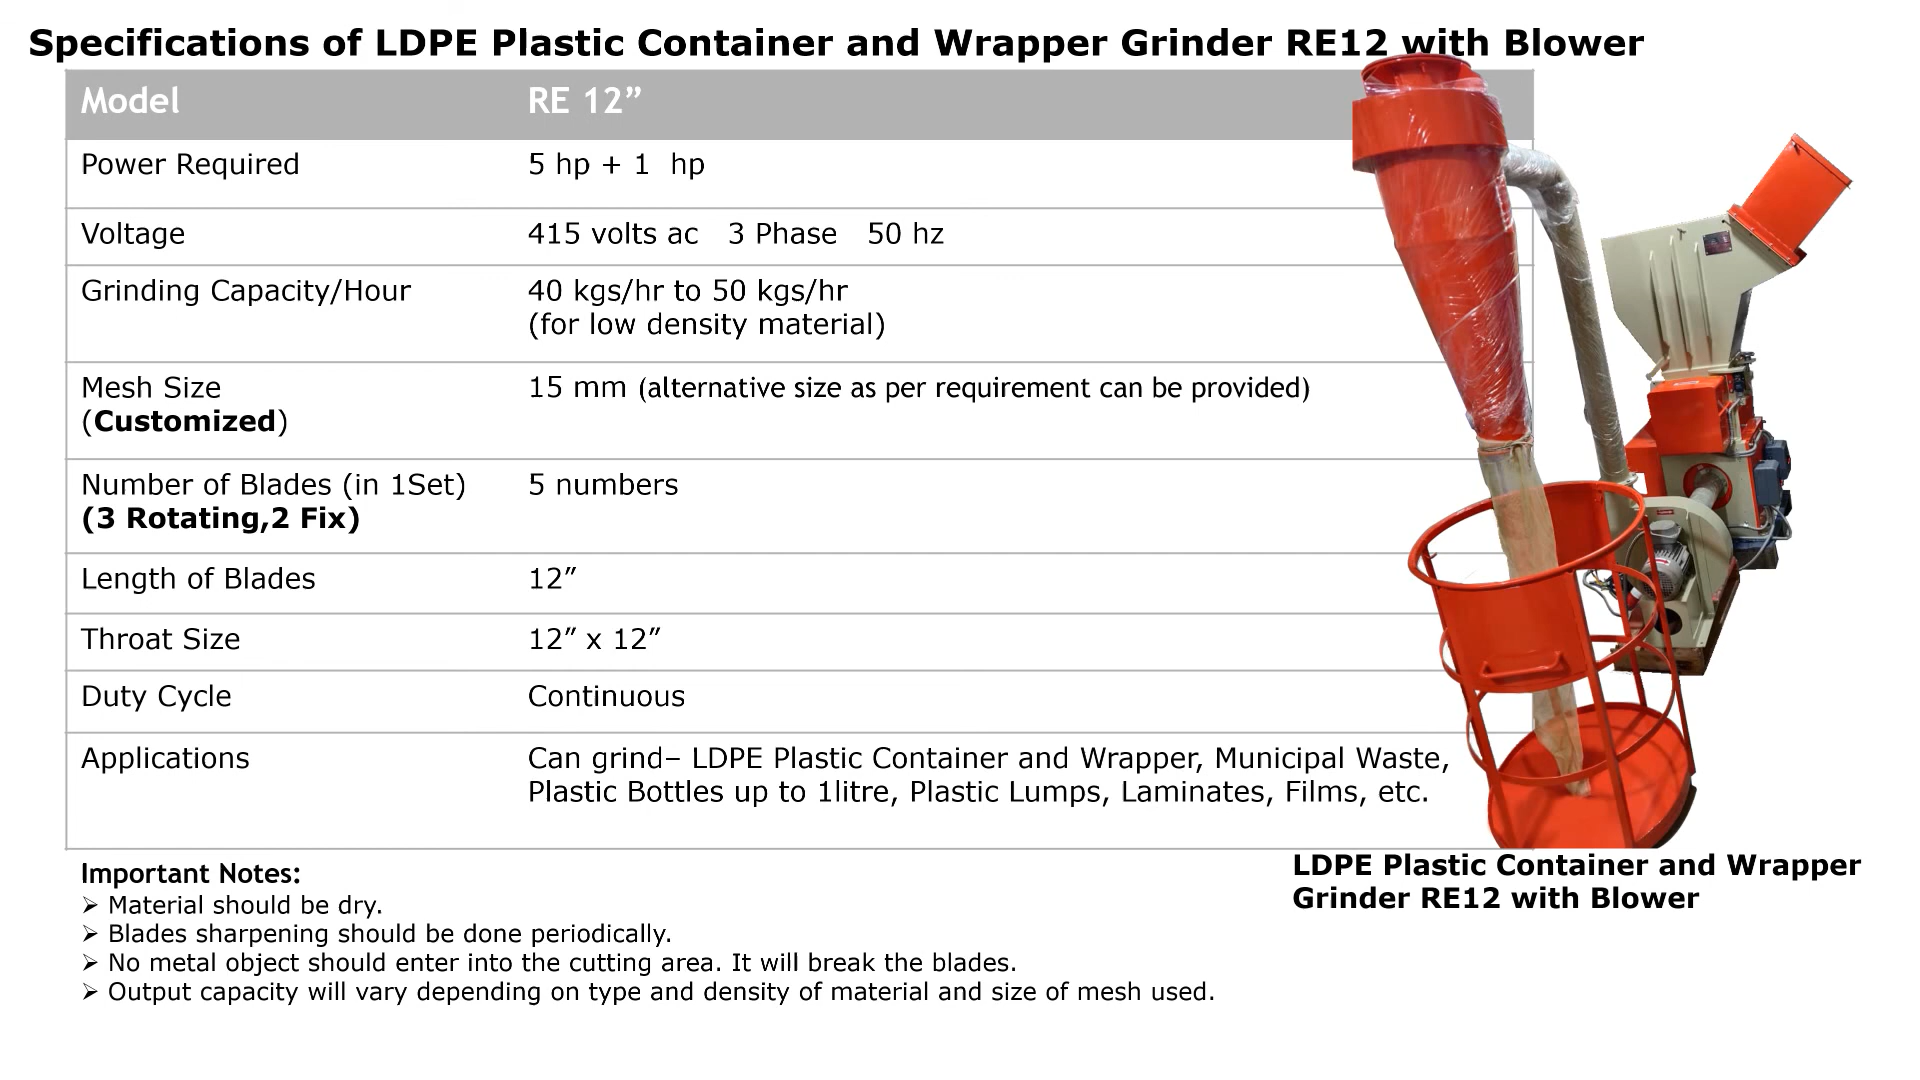 Specifications of LDPE Plastic Container and Wrapper Grinder RE12 with Blower
Model RE 12”
Power Required 5 hp + 1 hp
Voltage 415 volts ac 3 Phase 50 hz
Grinding Capacity/Hour 40 kgs/hr to 50 kgs/hr
(for low density material)
Mesh Size 15 mm (alternative size as per requirement can be provided)
(Customized)
Number of Blades (in 1Set) 5 numbers
(3 Rotating,2 Fix)
Length of Blades 12”
Throat Size 12” x 12”
Duty Cycle Continuous
Applications Can grind– LDPE Plastic Container and Wrapper, Municipal Waste,
Plastic Bottles up to 1litre, Plastic Lumps, Laminates, Films, etc.
LDPE Plastic Container and Wrapper
Grinder RE12 with Blower
Important Notes:
➢ Material should be dry.
➢ Blades sharpening should be done periodically.
➢ No metal object should enter into the cutting area. It will break the blades.
➢ Output capacity will vary depending on type and density of material and size of mesh used.